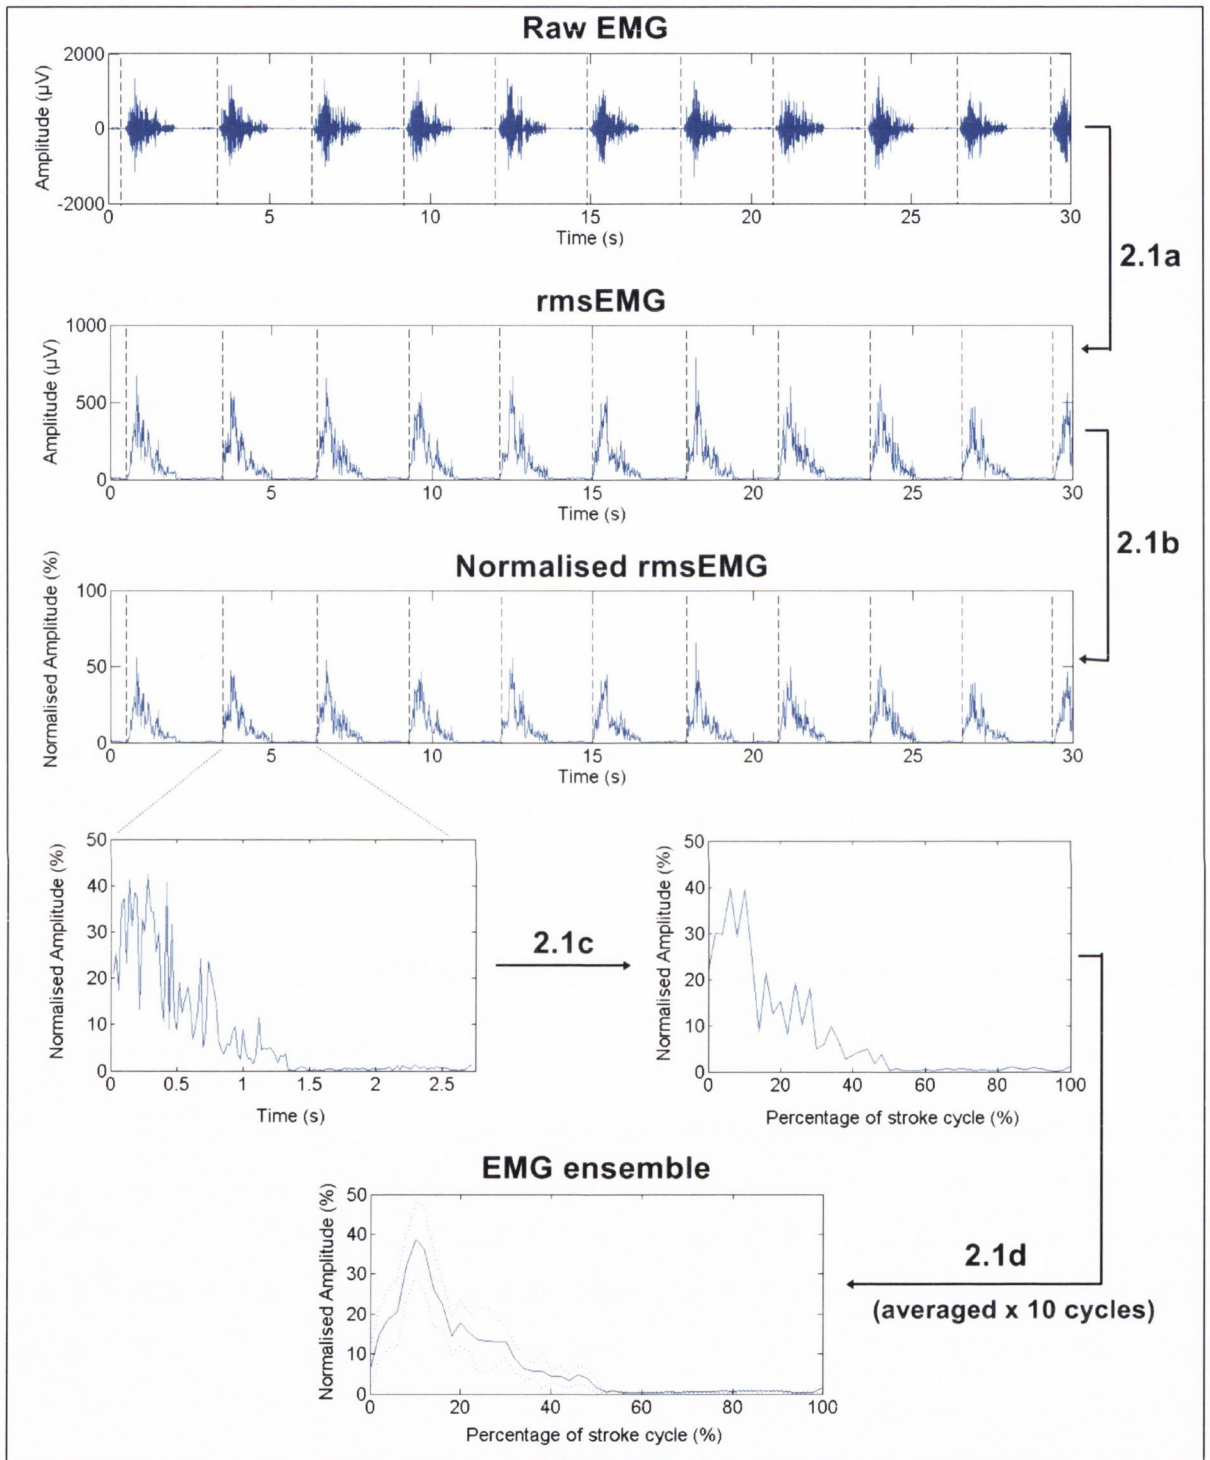 Raw EMG
2000
0
-2000
Amplitude (µV)
0 5 10 15 20 25 30
Time (s)
2.1a
rmsEMG
1000
500
0
Amplitude (µV)
0 5 10 15 20 25 30
Time (s)
2.1b
Normalised rmsEMG
100
50
0
Normalised Amplitude (%)
0 5 10 15 20 25 30
Time (s)
50
40
30
20
10
0
Normalised Amplitude (%)
0 0.5 1 1.5 2 2.5
Time (s)
2.1c
50
40
30
20
10
0
Normalised Amplitude (%)
0 20 40 60 80 100
Percentage of stroke cycle (%)
EMG ensemble
50
40
30
20
10
0
Normalised Amplitude (%)
0 20 40 60 80 100
Percentage of stroke cycle (%)
2.1d
(averaged x 10 cycles)